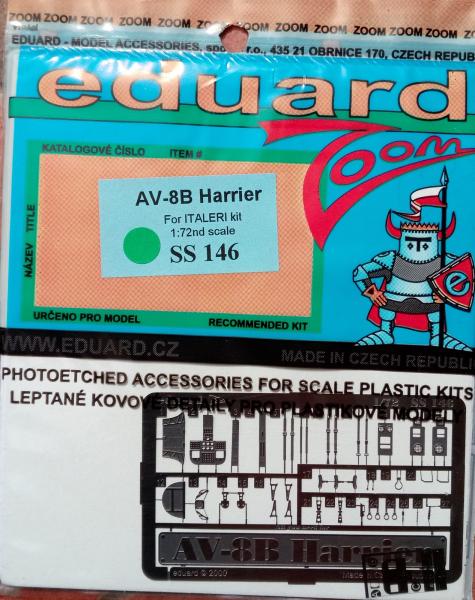 ZOOM ZOOM ZOOM ZOOM ZOOM ZOOM ZOOM ZOOM ZOOM ZOOM
EDUARD - MODEL ACCESSORIES, spol. s r.o., 435 21 OBRNICE 170, CZECH REPUB
eduard
Zoom
KATALOGOVÉ ČÍSLO ITEM #
NÁZEV TITLE
AV-8B Harrier
For ITALERI kit
1:72nd scale
SS 146
e
URČENO PRO MODEL RECOMMENDED KIT
WWW.EDUARD.CZ MADE IN CZECH REPUBLIC
PHOTOETCHED ACCESSORIES FOR SCALE PLASTIC KITS
LEPTANÉ KOVOVÉ DETAILY PRO PLASTIKOVÉ MODELY
1/72 SS 146
AV-8B Harrier
eduard © 2000 Made in